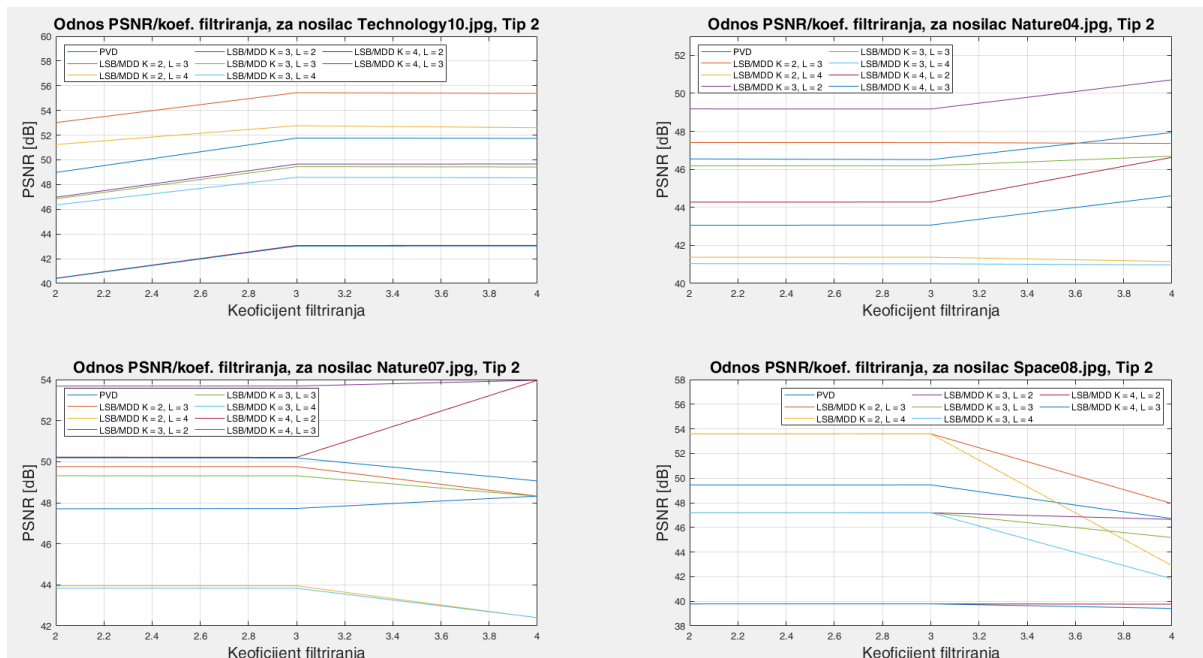 Odnos PSNR/koef. filtriranja, za nosilac Technology10.jpg, Tip 2
PSNR [dB]
60
58
56
54
52
50
48
46
44
42
40
PVD
LSB/MDD K = 2, L = 3
LSB/MDD K = 2, L = 4
LSB/MDD K = 3, L = 2
LSB/MDD K = 3, L = 3
LSB/MDD K = 3, L = 4
LSB/MDD K = 4, L = 2
LSB/MDD K = 4, L = 3
2 2.2 2.4 2.6 2.8 3 3.2 3.4 3.6 3.8 4
Keoficijent filtriranja
Odnos PSNR/koef. filtriranja, za nosilac Nature04.jpg, Tip 2
PSNR [dB]
52
50
48
46
44
42
40
PVD
LSB/MDD K = 2, L = 3
LSB/MDD K = 2, L = 4
LSB/MDD K = 3, L = 2
LSB/MDD K = 3, L = 3
LSB/MDD K = 3, L = 4
LSB/MDD K = 4, L = 2
LSB/MDD K = 4, L = 3
2 2.2 2.4 2.6 2.8 3 3.2 3.4 3.6 3.8 4
Keoficijent filtriranja
Odnos PSNR/koef. filtriranja, za nosilac Nature07.jpg, Tip 2
PSNR [dB]
54
52
50
48
46
44
42
PVD
LSB/MDD K = 2, L = 3
LSB/MDD K = 2, L = 4
LSB/MDD K = 3, L = 2
LSB/MDD K = 3, L = 3
LSB/MDD K = 3, L = 4
LSB/MDD K = 4, L = 2
LSB/MDD K = 4, L = 3
2 2.2 2.4 2.6 2.8 3 3.2 3.4 3.6 3.8 4
Keoficijent filtriranja
Odnos PSNR/koef. filtriranja, za nosilac Space08.jpg, Tip 2
PSNR [dB]
58
56
54
52
50
48
46
44
42
40
38
PVD
LSB/MDD K = 2, L = 3
LSB/MDD K = 2, L = 4
LSB/MDD K = 3, L = 2
LSB/MDD K = 3, L = 3
LSB/MDD K = 3, L = 4
LSB/MDD K = 4, L = 2
LSB/MDD K = 4, L = 3
2 2.2 2.4 2.6 2.8 3 3.2 3.4 3.6 3.8 4
Keoficijent filtriranja